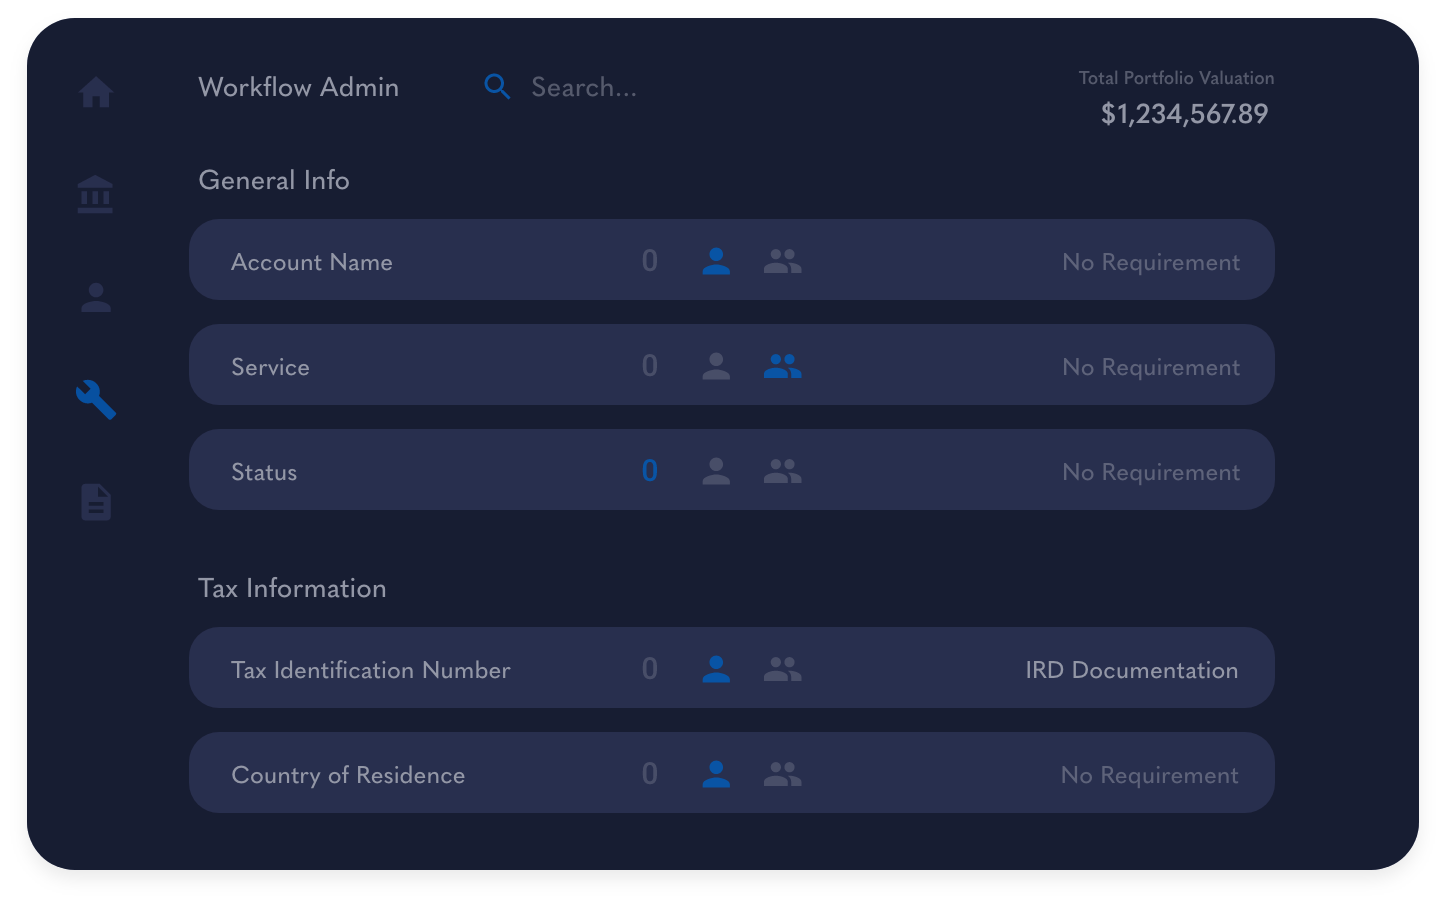 Workflow Admin
Search...
Total Portfolio Valuation
$1,234,567.89
General Info
Account Name 0 No Requirement
Service 0 No Requirement
Status 0 No Requirement
Tax Information
Tax Identification Number 0 IRD Documentation
Country of Residence 0 No Requirement